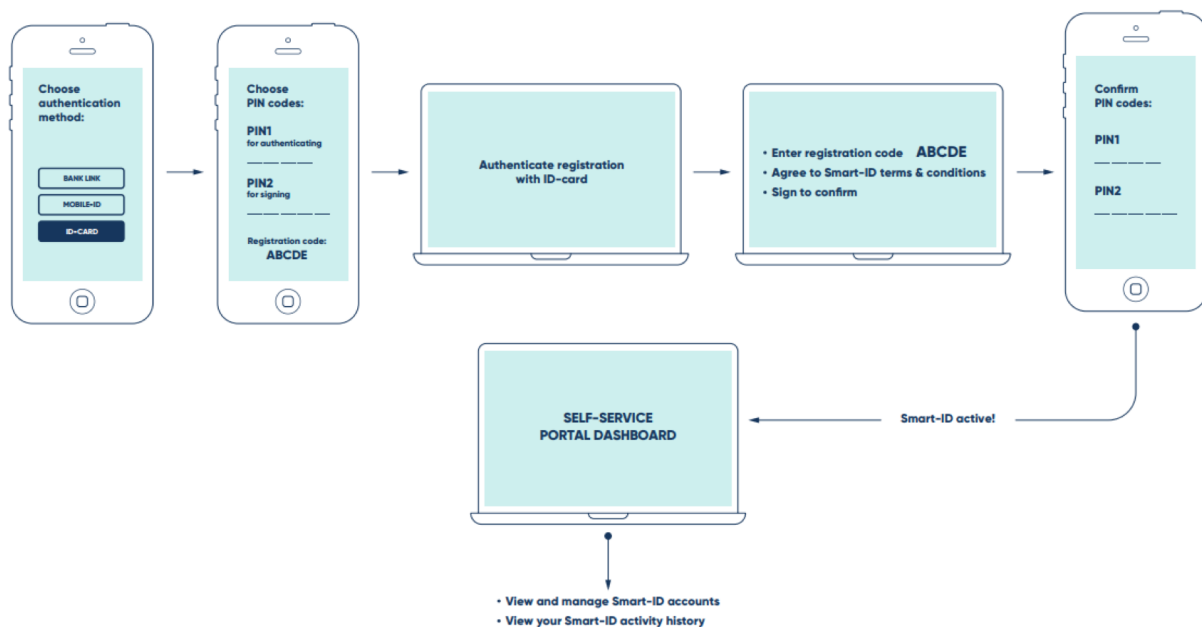 Choose
authentication
method:
BANK LINK
MOBILE-ID
ID-CARD
Choose
PIN codes:
PIN1
for authenticating
PIN2
for signing
Registration code:
ABCDE
Authenticate registration
with ID-card
• Enter registration code ABCDE
• Agree to Smart-ID terms & conditions
• Sign to confirm
Confirm
PIN codes:
PIN1
PIN2
Smart-ID active!
SELF-SERVICE
PORTAL DASHBOARD
• View and manage Smart-ID accounts
• View your Smart-ID activity history